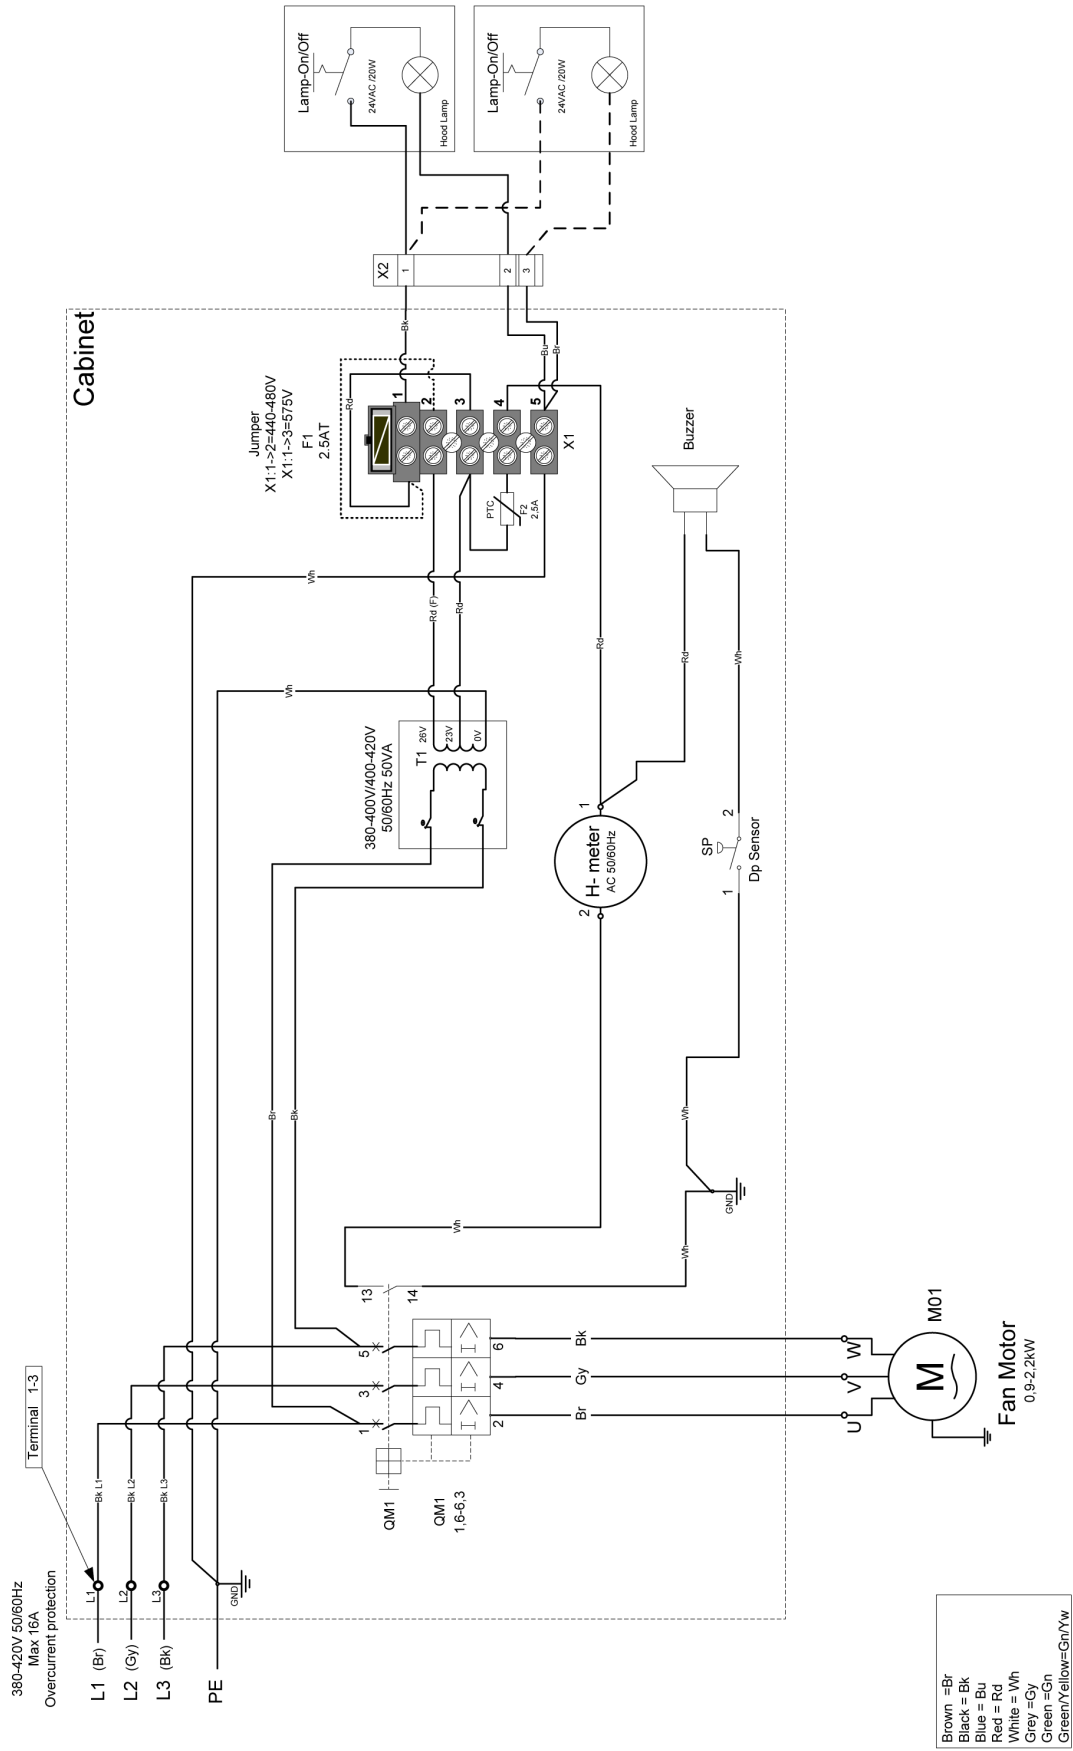 Lamp-On/Off
24VAC /20W
Hood Lamp
Lamp-On/Off
24VAC /20W
Hood Lamp
X2
1
2
3
Cabinet
Bk
Bu
Br
Jumper
X1:1->2=440-480V
X1:1->3=575V
F1
2.5AT
Rd
1
2
3
4
5
X1
PTC
F2
2,5A
Buzzer
Wh
Rd (F)
Rd
Rd
Rd
Wh
Wh
380-400V/400-420V
50/60Hz 50VA
T1
26V
23V
0V
1
H- meter
AC 50/60Hz
2
SP
2
1
Dp Sensor
Br
Bk
Wh
Wh
Wh
GND
13
14
Terminal 1-3
5
3
1
6
4
2
QM1
QM1
1,6-6,3
Bk
Gy
Br
W
V
U
M
M01
Fan Motor
0,9-2,2kW
380-420V 50/60Hz
Max 16A
Overcurrent protection
L1 (Br)
L1
Bk L1
L2 (Gy)
L2
Bk L2
L3 (Bk)
L3
Bk L3
PE
GND
Brown =Br
Black = Bk
Blue = Bu
Red = Rd
White = Wh
Grey =Gy
Green =Gn
Green/Yellow=Gn/Yw